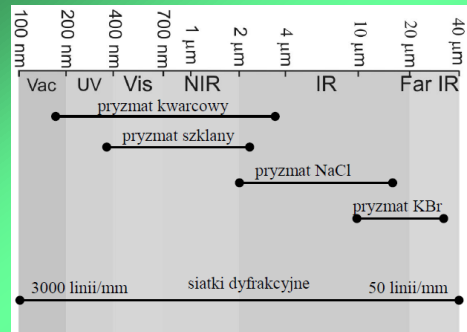 100 nm 200 nm 400 nm 700 nm 1 μm 2 μm 4 μm 10 μm 20 μm 40 μm
Vac UV Vis NIR IR Far IR
pryzmat kwarcowy
pryzmat szklany
pryzmat NaCl
pryzmat KBr
3000 linii/mm siatki dyfrakcyjne 50 linii/mm